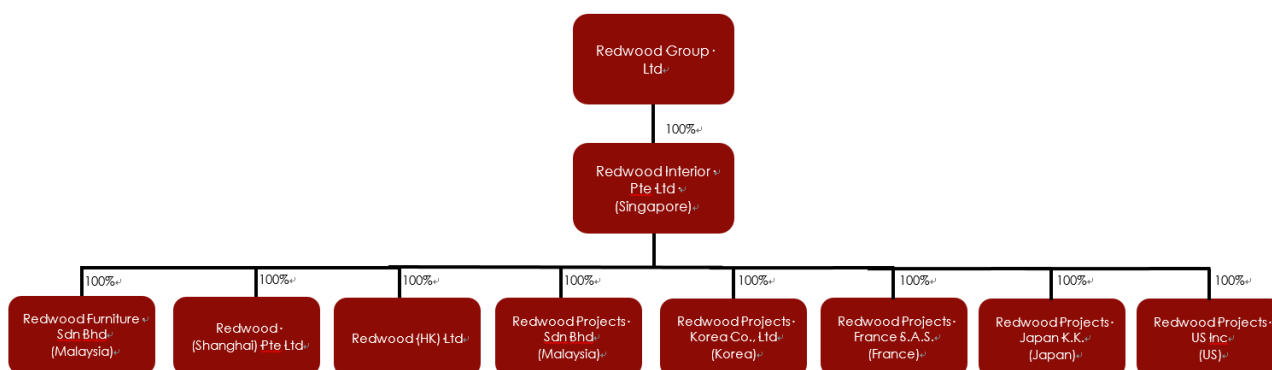 Redwood Group
Ltd
100%
Redwood Interior
Pte Ltd
(Singapore)
100%
100%
100%
100%
100%
100%
100%
100%
Redwood Furniture
Sdn Bhd
(Malaysia)
Redwood
(Shanghai) Pte Ltd
Redwood (HK) Ltd
Redwood Projects
Sdn Bhd
(Malaysia)
Redwood Projects
Korea Co., Ltd
(Korea)
Redwood Projects
France S.A.S.
(France)
Redwood Projects
Japan K.K.
(Japan)
Redwood Projects
US Inc
(US)